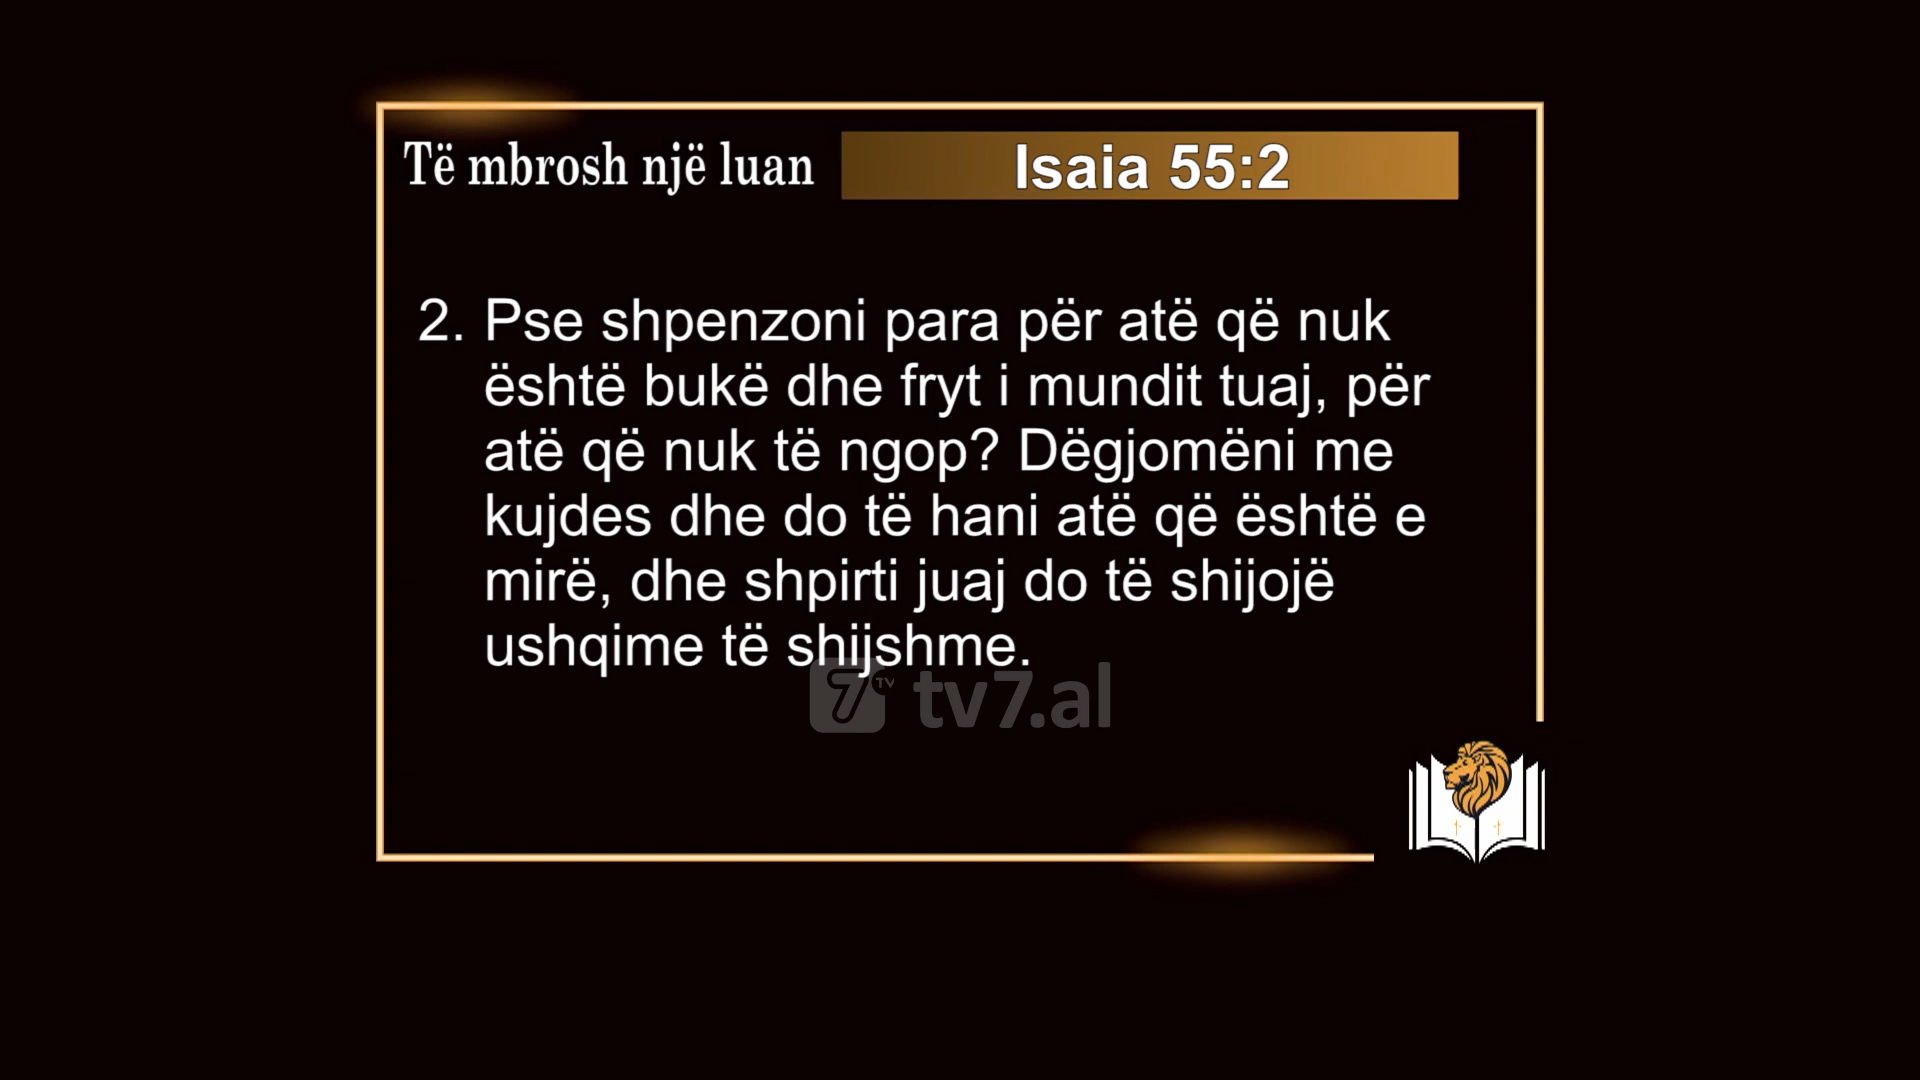 Të mbrosh një luan
Isaia 55:2
2. Pse shpenzoni para për atë që nuk
është bukë dhe fryt i mundit tuaj, për
atë që nuk të ngop? Dëgjomëni me
kujdes dhe do të hani atë që është e
mirë, dhe shpirti juaj do të shijojë
ushqime të shijshme.
7 TV tv7.al